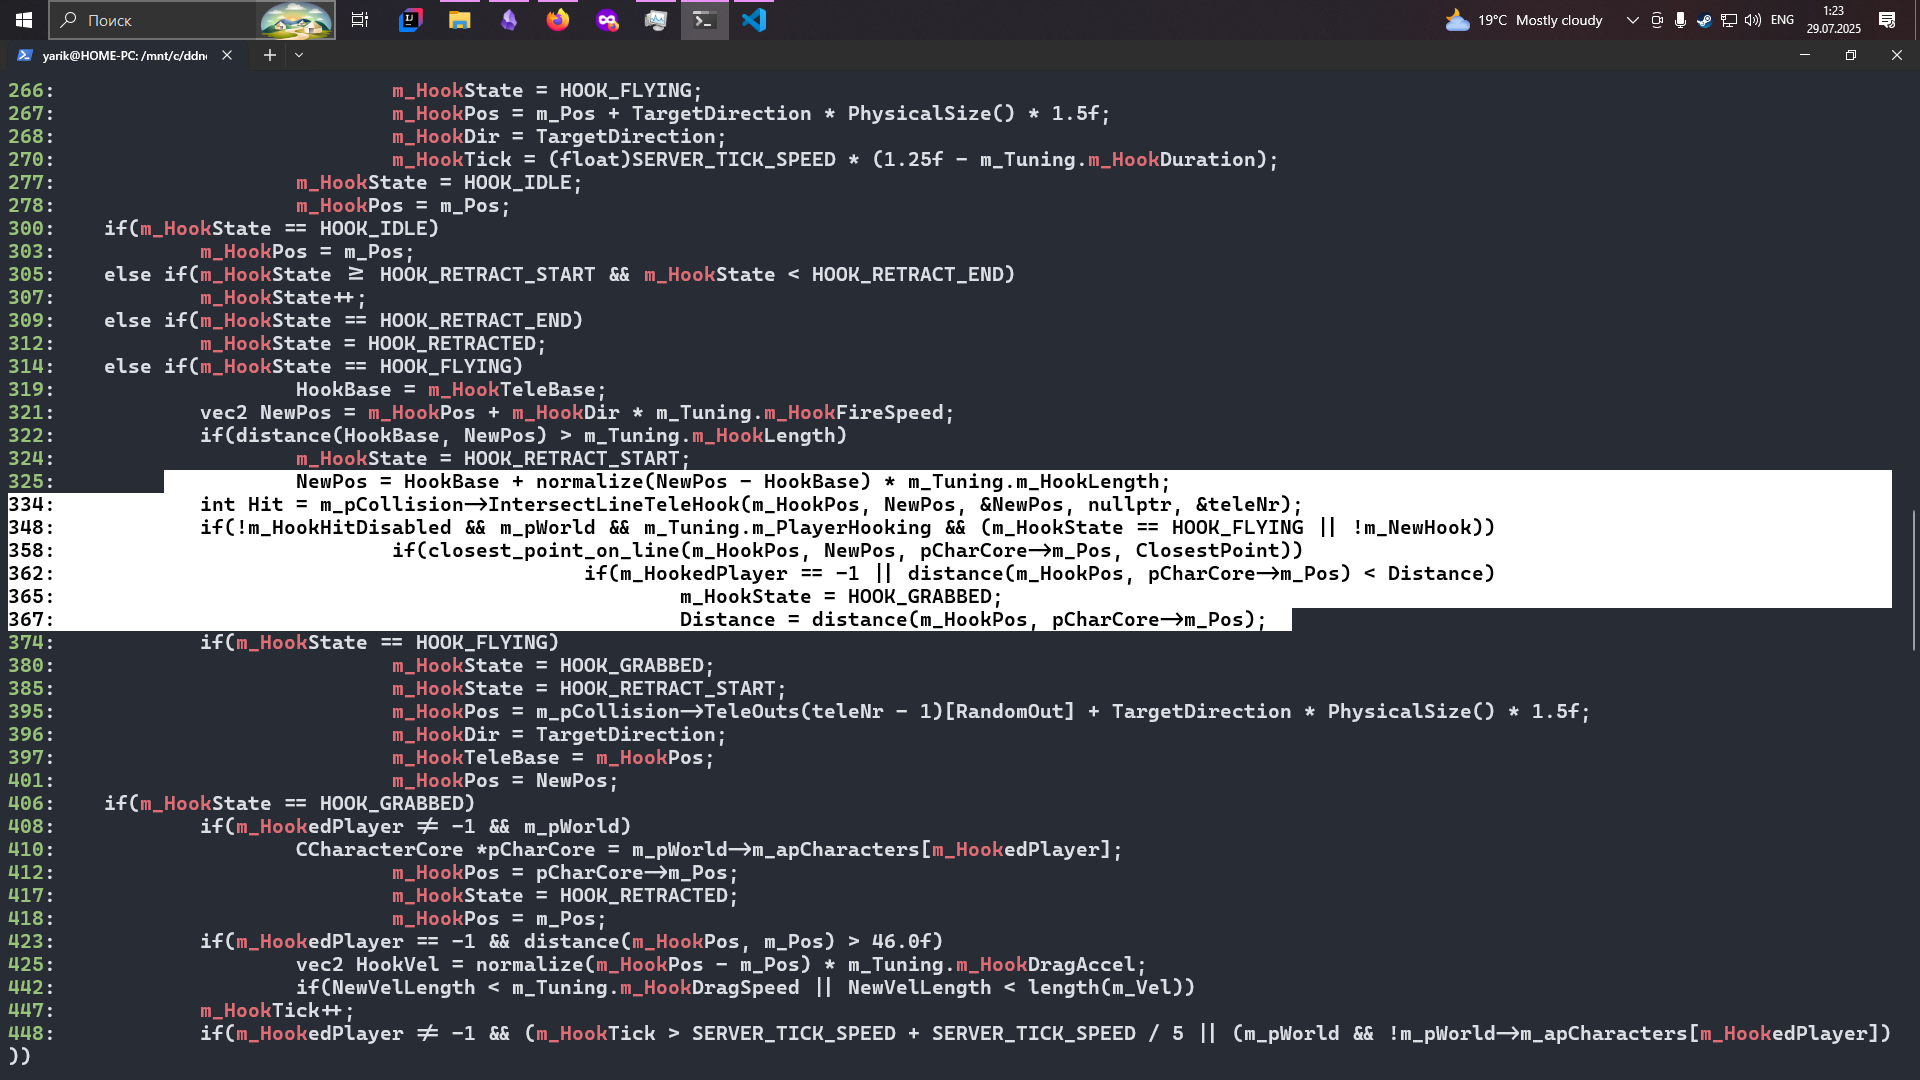 Поиск
19°C Mostly cloudy
ENG
1:23
29.07.2025
yarik@HOME-PC: /mnt/c/ddn
266: m_HookState = HOOK_FLYING;
267: m_HookPos = m_Pos + TargetDirection * PhysicalSize() * 1.5f;
268: m_HookDir = TargetDirection;
270: m_HookTick = (float)SERVER_TICK_SPEED * (1.25f - m_Tuning.m_HookDuration);
277: m_HookState = HOOK_IDLE;
278: m_HookPos = m_Pos;
300: if(m_HookState == HOOK_IDLE)
303: m_HookPos = m_Pos;
305: else if(m_HookState >= HOOK_RETRACT_START && m_HookState < HOOK_RETRACT_END)
307: m_HookState++;
309: else if(m_HookState == HOOK_RETRACT_END)
312: m_HookState = HOOK_RETRACTED;
314: else if(m_HookState == HOOK_FLYING)
319: HookBase = m_HookTeleBase;
321: vec2 NewPos = m_HookPos + m_HookDir * m_Tuning.m_HookFireSpeed;
322: if(distance(HookBase, NewPos) > m_Tuning.m_HookLength)
324: m_HookState = HOOK_RETRACT_START;
325: NewPos = HookBase + normalize(NewPos - HookBase) * m_Tuning.m_HookLength;
334: int Hit = m_pCollision->IntersectLineTeleHook(m_HookPos, NewPos, &NewPos, nullptr, &teleNr);
348: if(!m_HookHitDisabled && m_pWorld && m_Tuning.m_PlayerHooking && (m_HookState == HOOK_FLYING || !m_NewHook))
358: if(closest_point_on_line(m_HookPos, NewPos, pCharCore->m_Pos, ClosestPoint))
362: if(m_HookedPlayer == -1 || distance(m_HookPos, pCharCore->m_Pos) < Distance)
365: m_HookState = HOOK_GRABBED;
367: Distance = distance(m_HookPos, pCharCore->m_Pos);
374: if(m_HookState == HOOK_FLYING)
380: m_HookState = HOOK_GRABBED;
385: m_HookState = HOOK_RETRACT_START;
395: m_HookPos = m_pCollision->TeleOuts(teleNr - 1)[RandomOut] + TargetDirection * PhysicalSize() * 1.5f;
396: m_HookDir = TargetDirection;
397: m_HookTeleBase = m_HookPos;
401: m_HookPos = NewPos;
406: if(m_HookState == HOOK_GRABBED)
408: if(m_HookedPlayer != -1 && m_pWorld)
410: CCharacterCore *pCharCore = m_pWorld->m_apCharacters[m_HookedPlayer];
412: m_HookPos = pCharCore->m_Pos;
417: m_HookState = HOOK_RETRACTED;
418: m_HookPos = m_Pos;
423: if(m_HookedPlayer == -1 && distance(m_HookPos, m_Pos) > 46.0f)
425: vec2 HookVel = normalize(m_HookPos - m_Pos) * m_Tuning.m_HookDragAccel;
442: if(NewVelLength < m_Tuning.m_HookDragSpeed || NewVelLength < length(m_Vel))
447: m_HookTick++;
448: if(m_HookedPlayer != -1 && (m_HookTick > SERVER_TICK_SPEED + SERVER_TICK_SPEED / 5 || (m_pWorld && !m_pWorld->m_apCharacters[m_HookedPlayer])
))